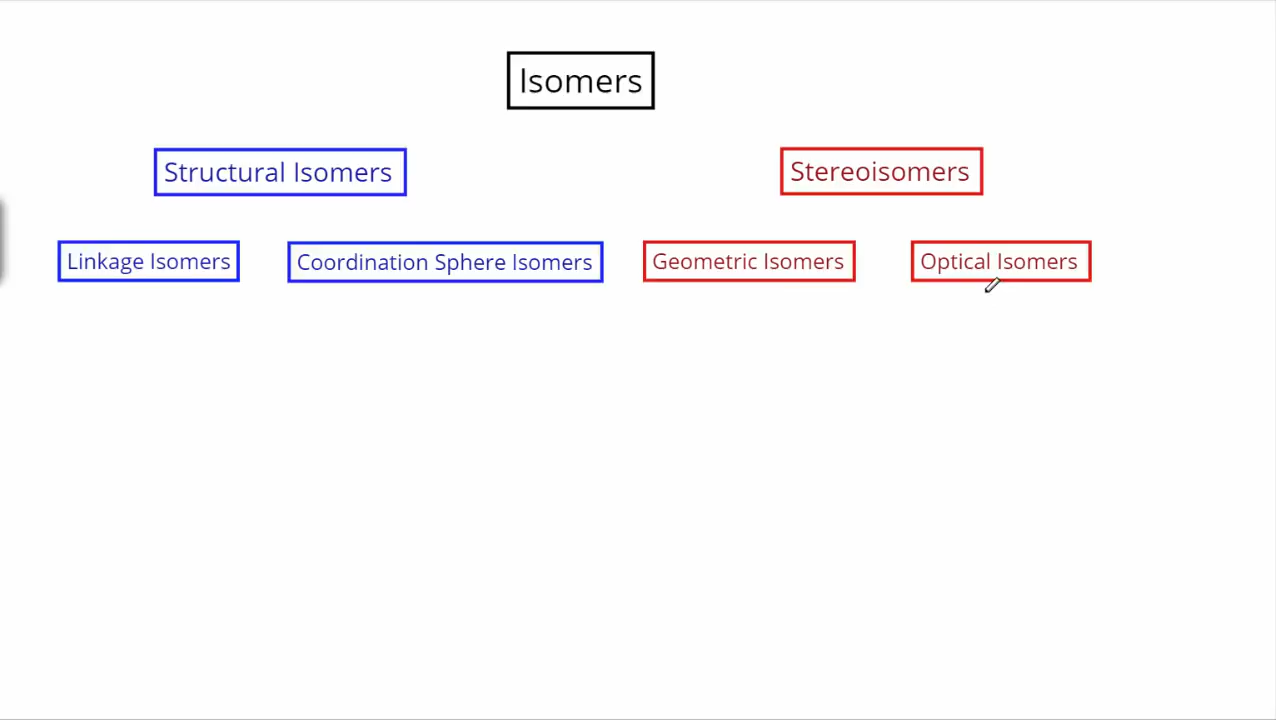 Isomers
Structural Isomers
Stereoisomers
Linkage Isomers
Coordination Sphere Isomers
Geometric Isomers
Optical Isomers